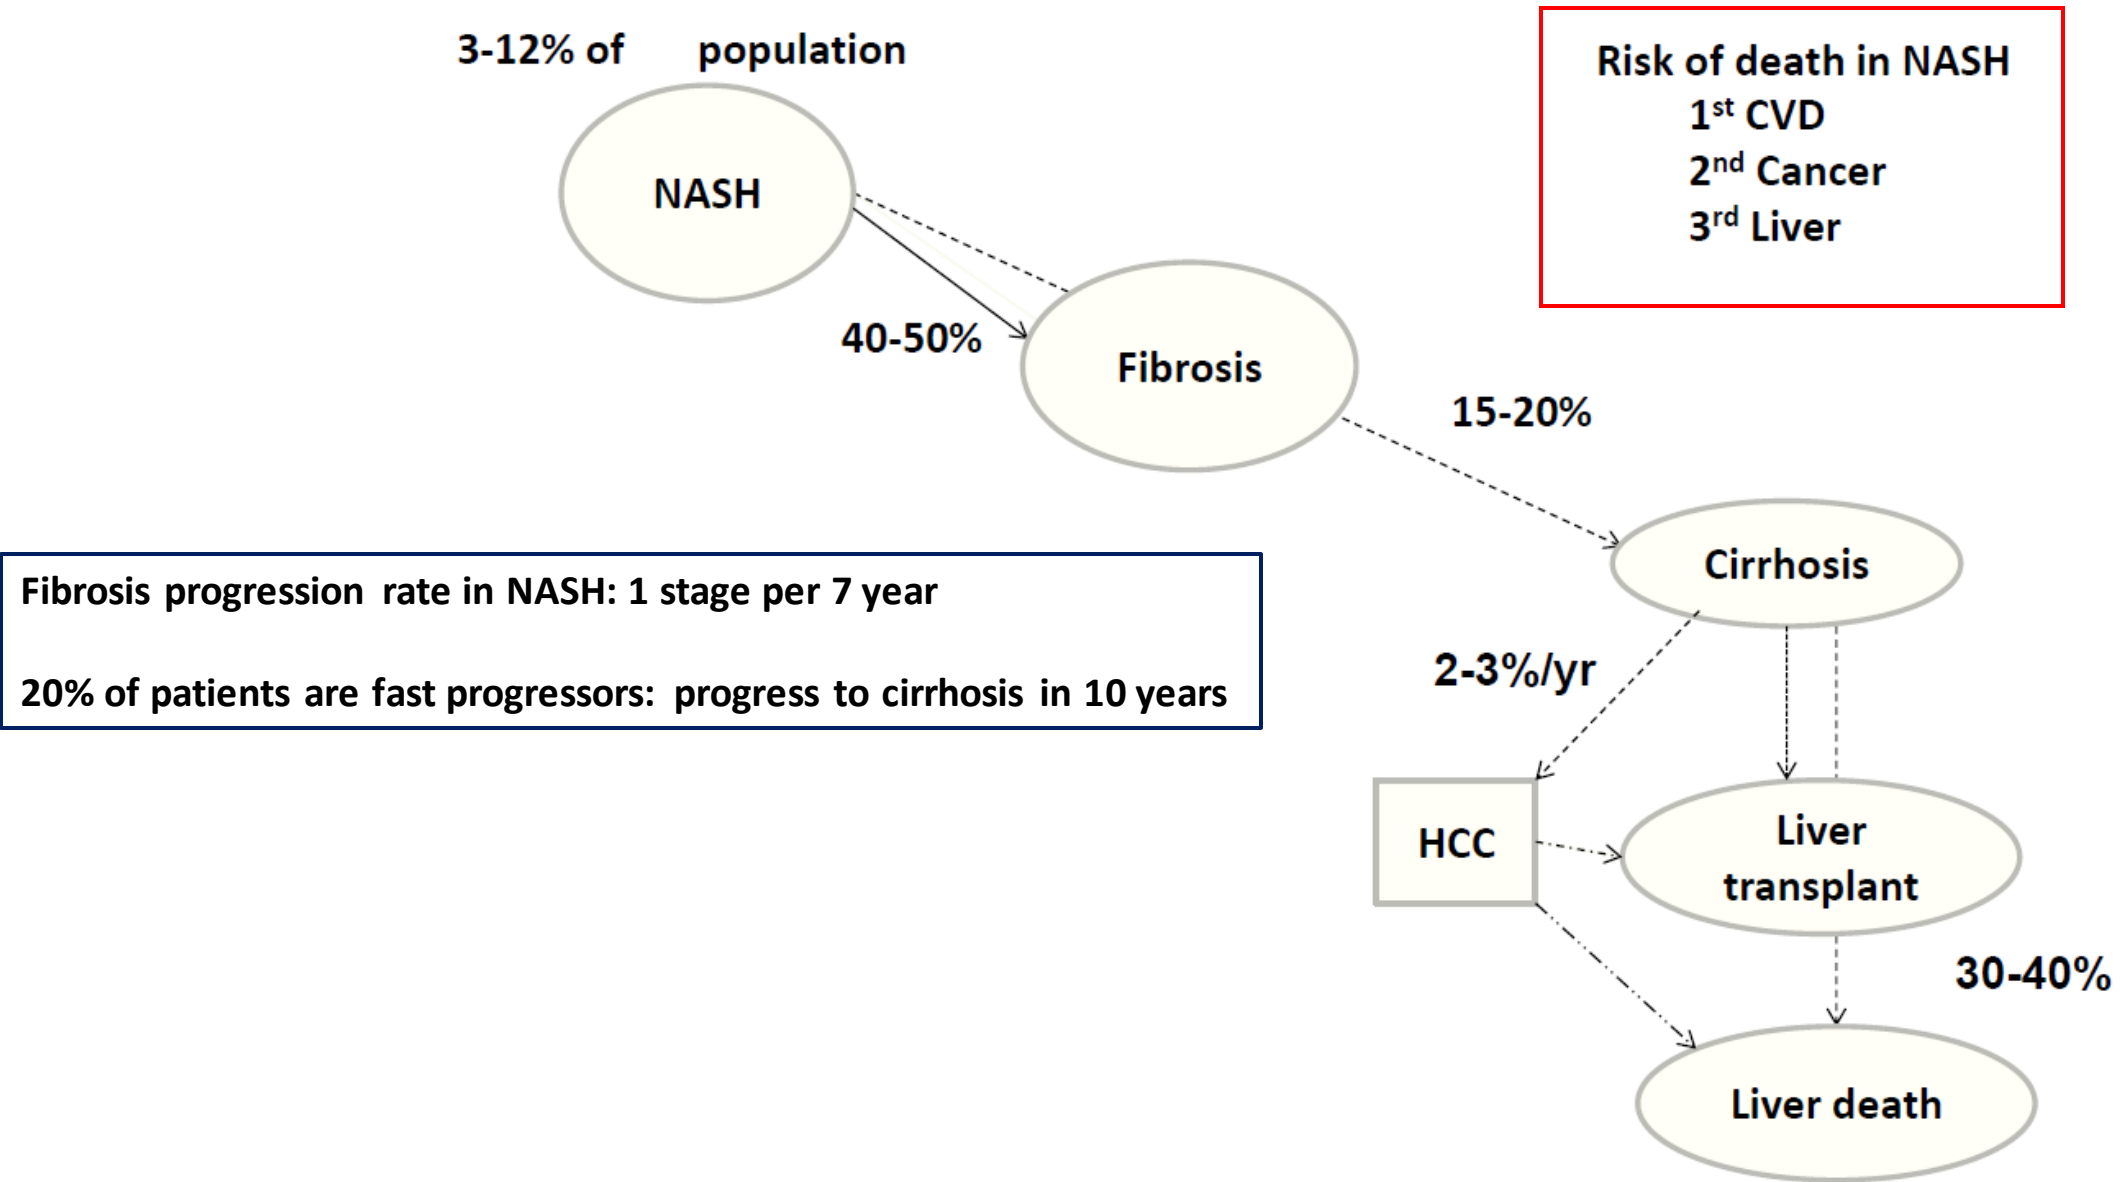 3-12% of population
NASH
Risk of death in NASH
1st CVD
2nd Cancer
3rd Liver
40-50%
Fibrosis
15-20%
Cirrhosis
Fibrosis progression rate in NASH: 1 stage per 7 year
20% of patients are fast progressors: progress to cirrhosis in 10 years
2-3%/yr
HCC
Liver
transplant
30-40%
Liver death